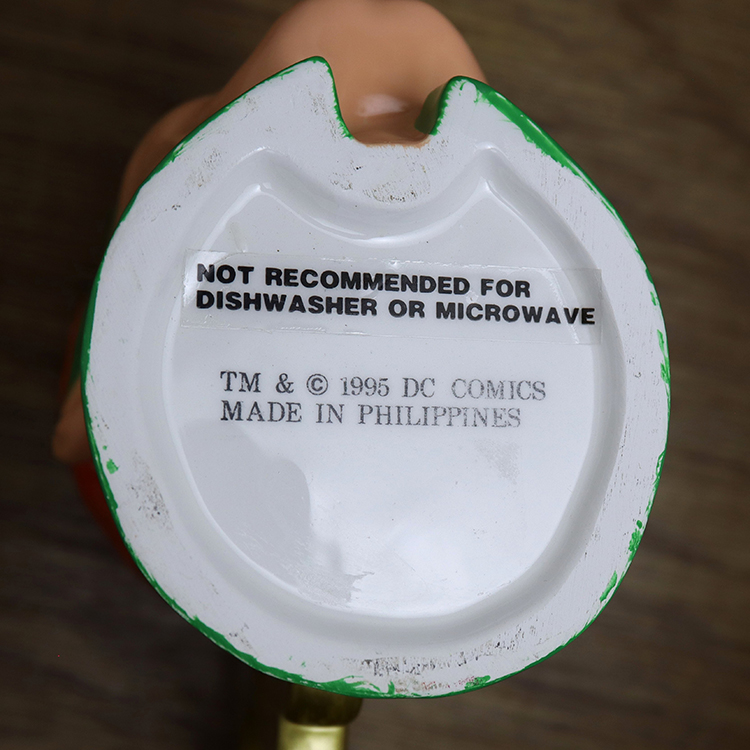 NOT RECOMMENDED FOR
DISHWASHER OR MICROWAVE
TM & © 1995 DC COMICS
MADE IN PHILIPPINES